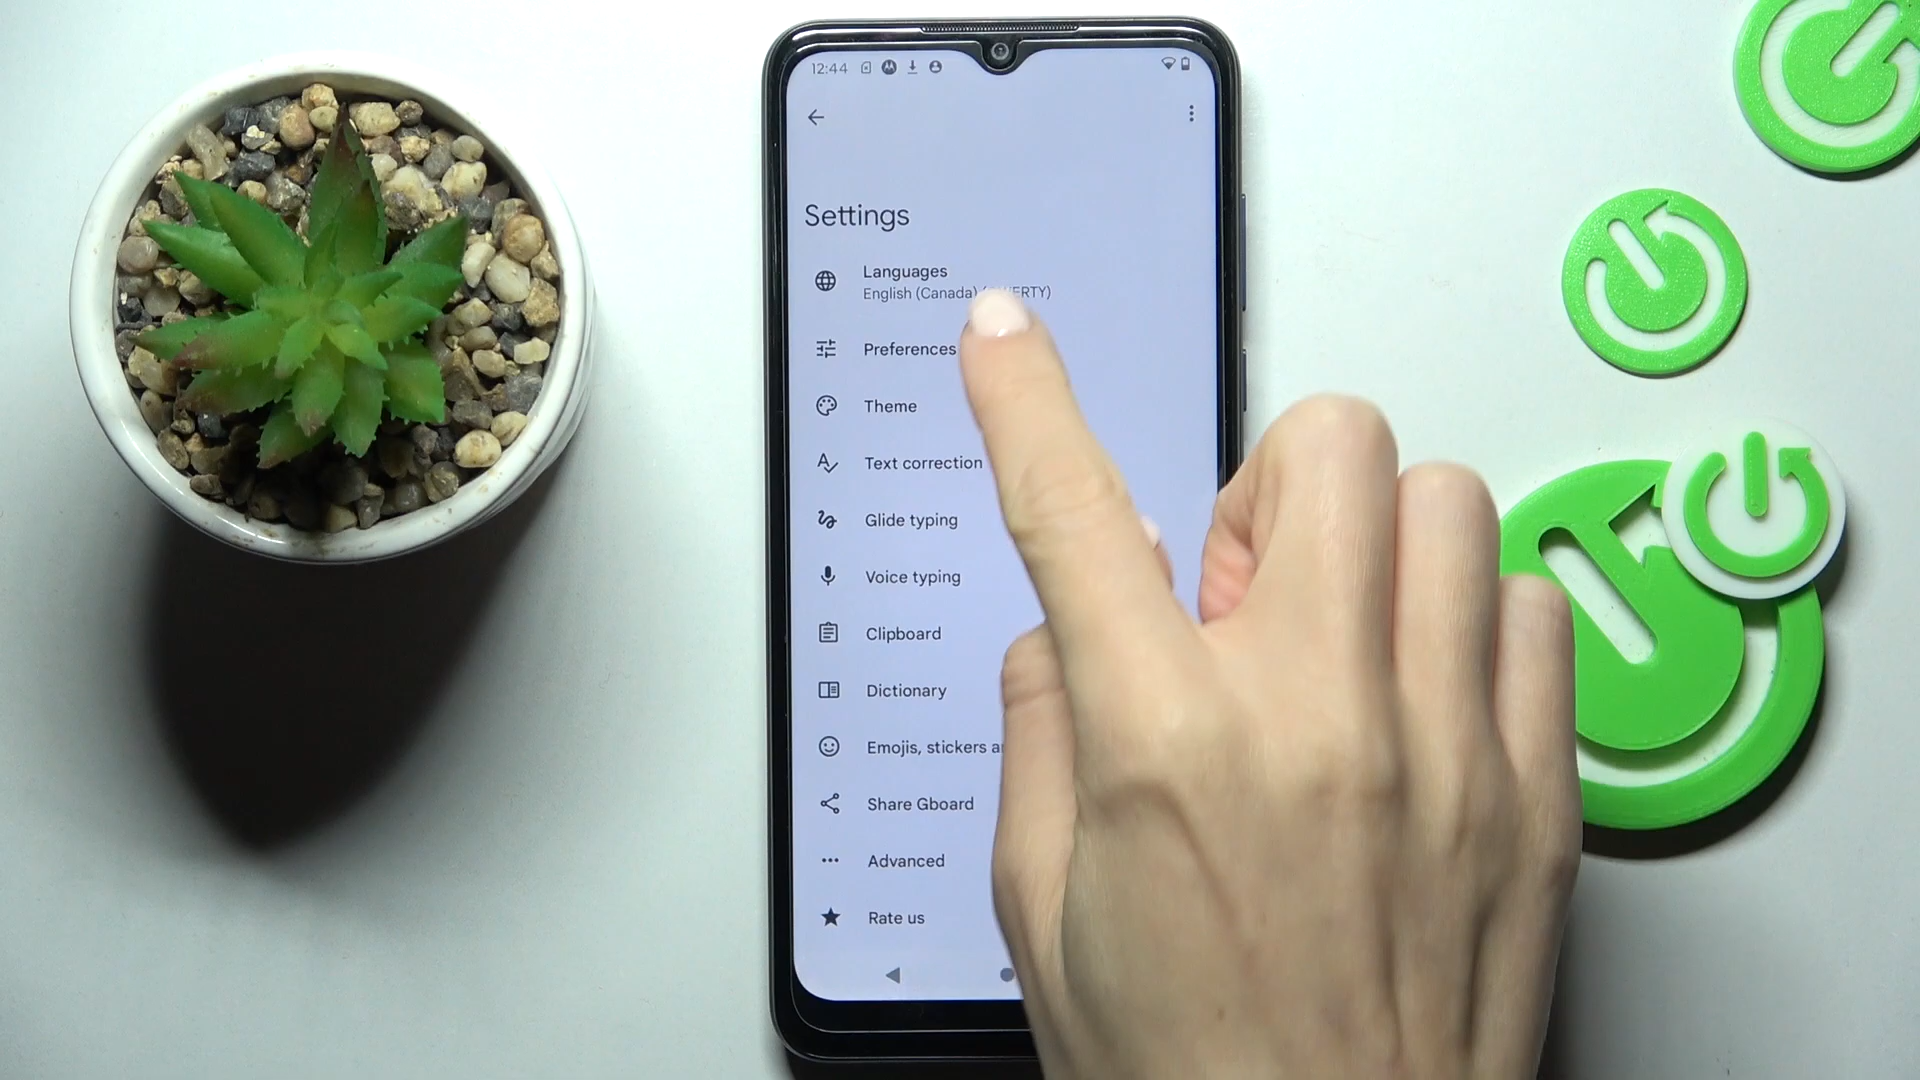 12:44
Settings
Languages
English (Canada) (QWERTY)
Preferences
Theme
Text correction
Glide typing
Voice typing
Clipboard
Dictionary
Emojis, stickers
Share Gboard
Advanced
Rate us